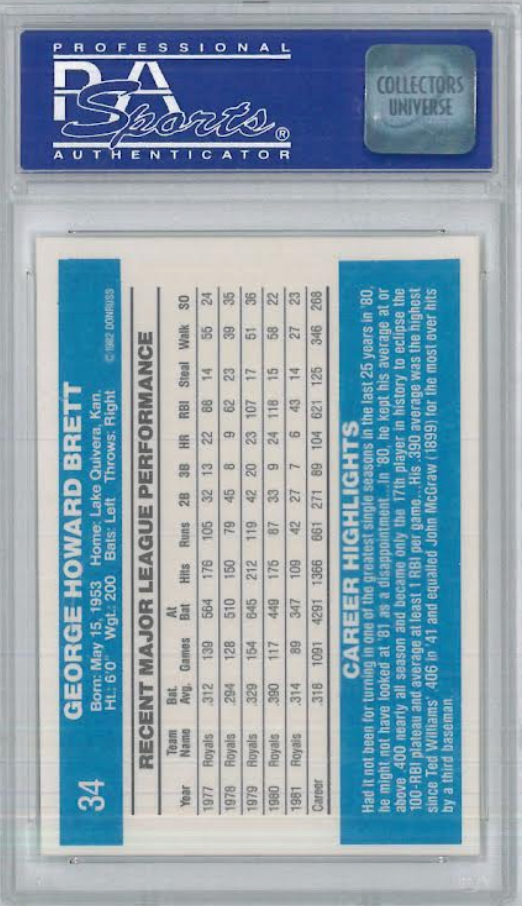 PROFESSIONAL
PSA
Sports®
AUTHENTICATOR
COLLECTORS
UNIVERSE
34
GEORGE HOWARD BRETT
Born: May 15, 1953 Home: Lake Quivera, Kan.
Ht.: 6'0" Wgt.: 200 Bats: Left Throws: Right
© 1982 DONRUSS
RECENT MAJOR LEAGUE PERFORMANCE
Year Team Name Bat. Avg. Games At Bat Hits Runs 2B 3B HR RBI Steal Walk SO
1977 Royals .312 139 564 176 105 32 13 22 88 14 55 24
1978 Royals .294 128 510 150 79 45 8 9 62 23 39 35
1979 Royals .329 154 645 212 119 42 20 23 107 17 51 36
1980 Royals .390 117 449 175 87 33 9 24 118 15 58 22
1981 Royals .314 89 347 109 42 27 7 6 43 14 27 23
Career .318 1091 4291 1366 661 271 89 104 621 125 346 268
CAREER HIGHLIGHTS
Had it not been for turning in one of the greatest single seasons in the last 25 years in '80,
he might not have looked at '81 as a disappointment...In '80, he kept his average at or
above .400 nearly all season and became only the 17th player in history to eclipse the
100-RBI plateau and average at least 1 RBI per game...His .390 average was the highest
since Ted Williams' .406 in '41 and equalled John McGraw (1899) for the most ever hits
by a third baseman